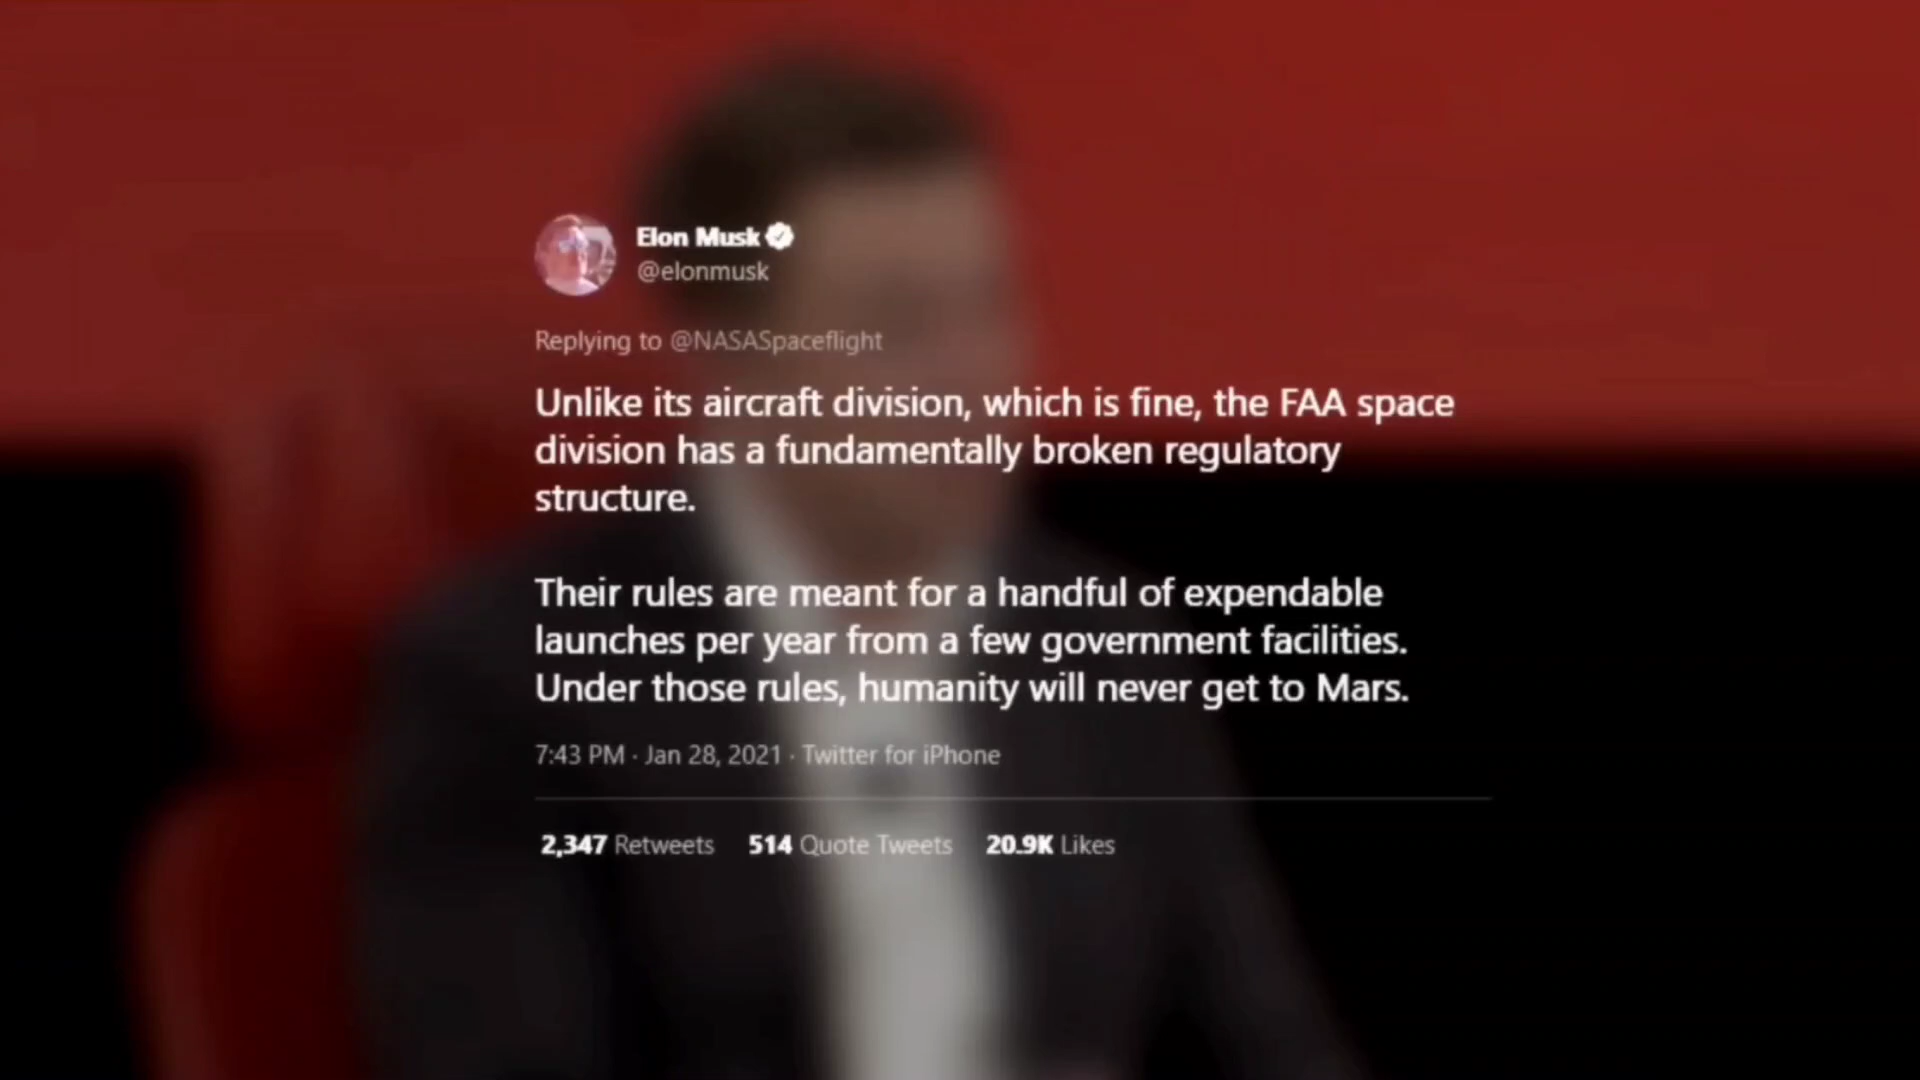 Elon Musk
@elonmusk
Replying to @NASASpaceflight
Unlike its aircraft division, which is fine, the FAA space
division has a fundamentally broken regulatory
structure.
Their rules are meant for a handful of expendable
launches per year from a few government facilities.
Under those rules, humanity will never get to Mars.
7:43 PM · Jan 28, 2021 · Twitter for iPhone
2,347 Retweets 514 Quote Tweets 20.9K Likes